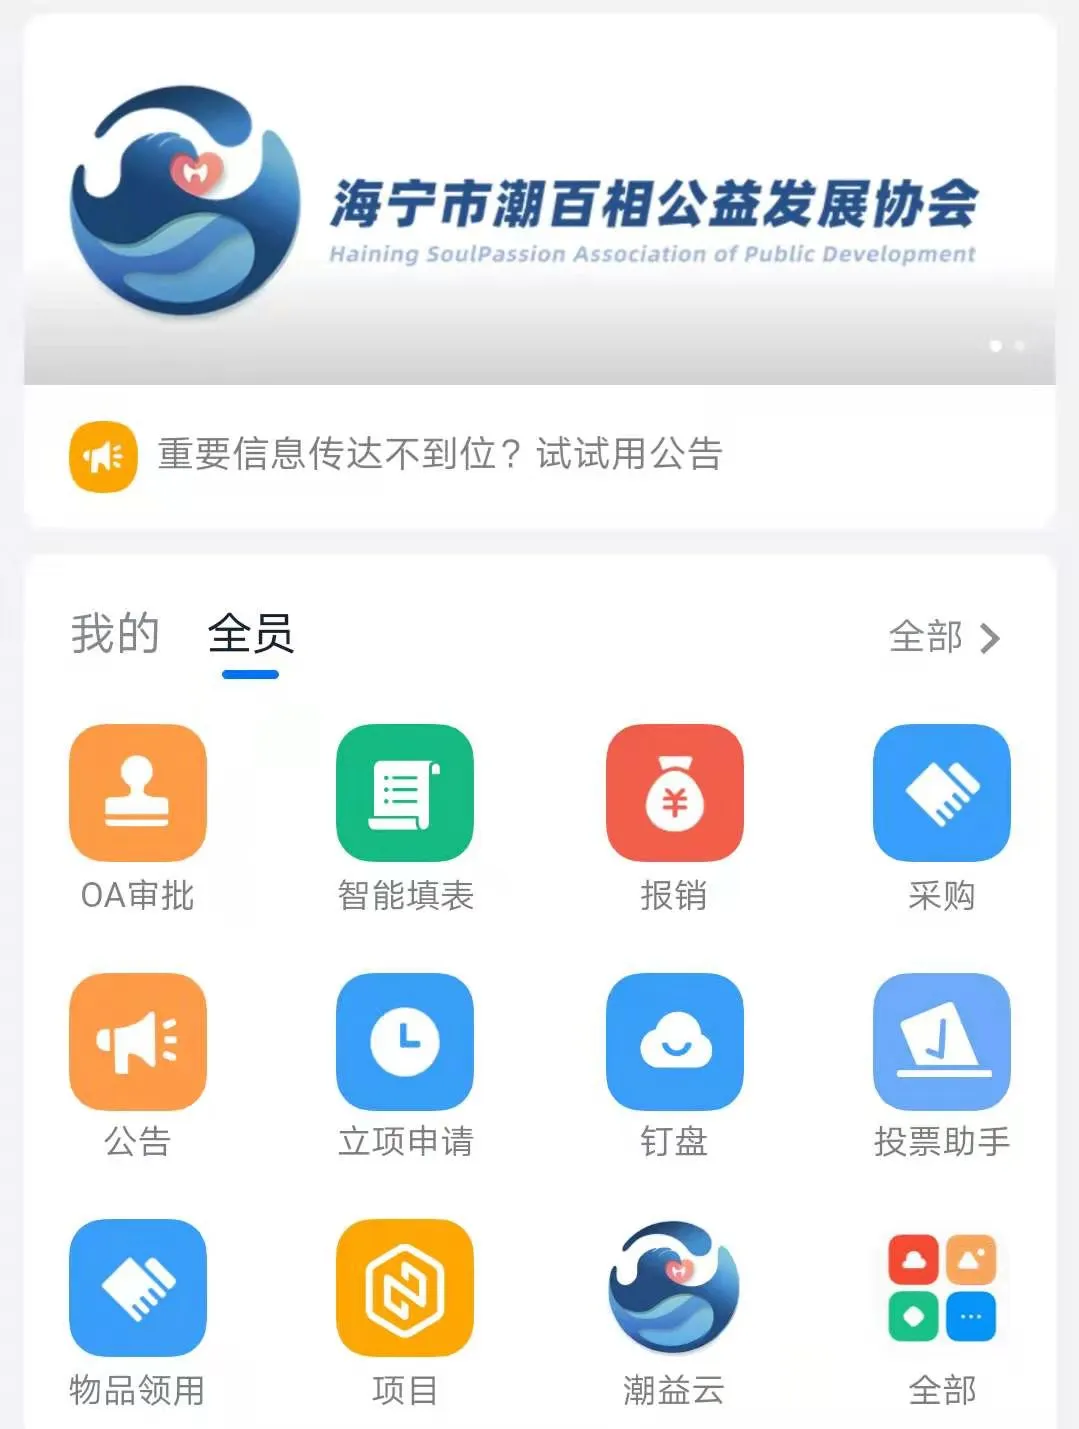 海宁市潮百相公益发展协会
Haining SoulPassion Association of Public Development
重要信息传达不到位？试试用公告
我的 全员 全部
OA审批 智能填表 报销 采购
公告 立项申请 钉盘 投票助手
物品领用 项目 潮益云 全部